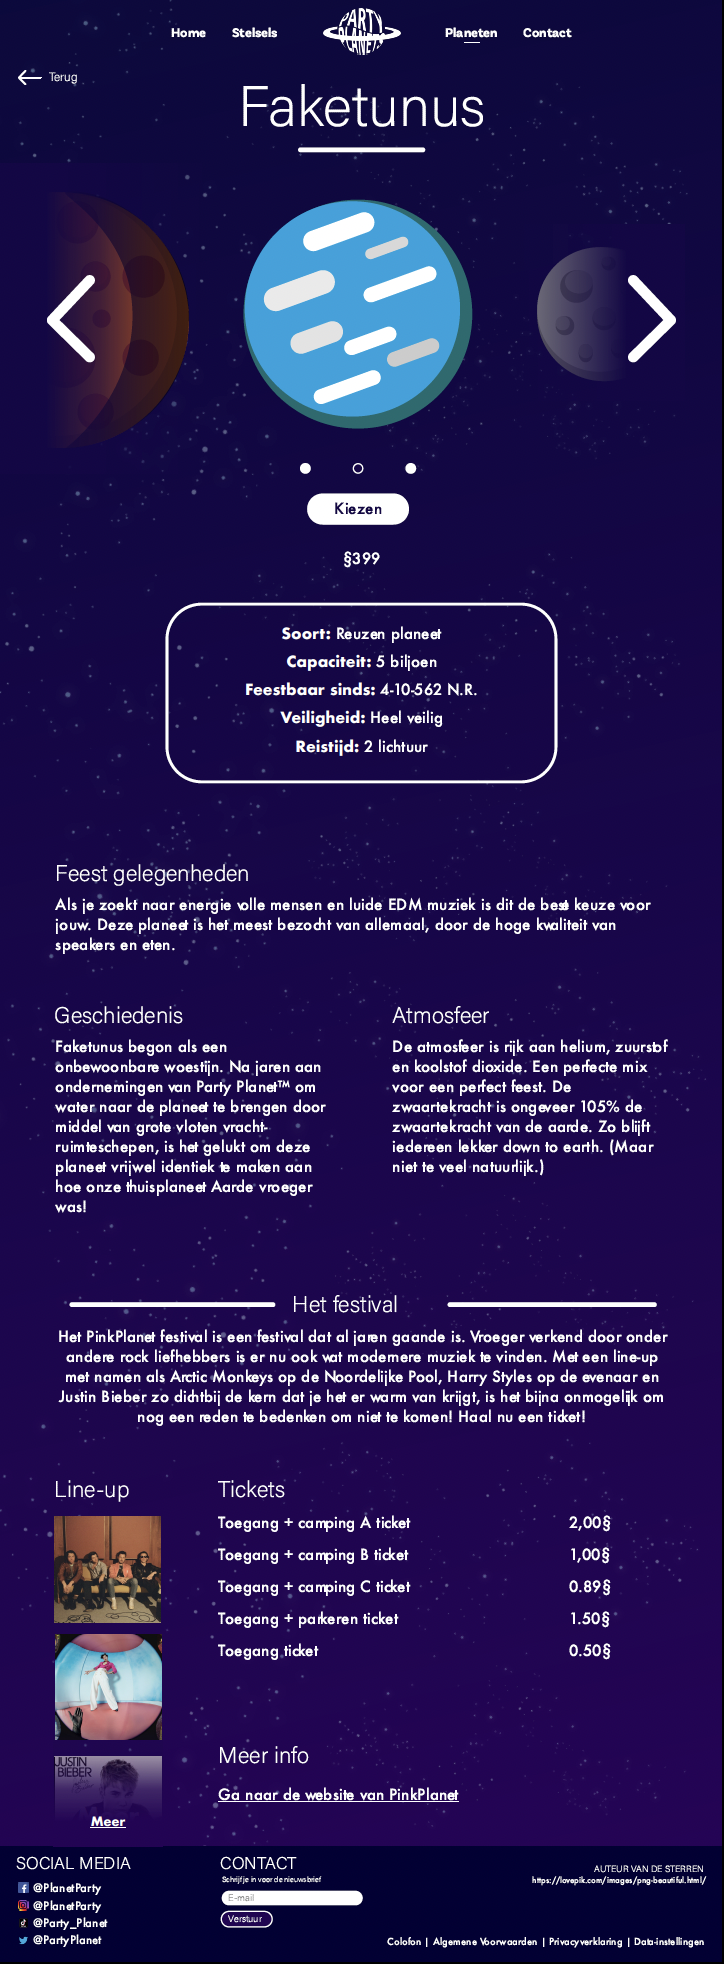 Home
Stelsels
PARTY
PLANET
Planeten
Contact
Terug
Faketunus
Kiezen
§399
Soort: Reuzen planeet
Capaciteit: 5 biljoen
Feestbaar sinds: 4-10-562 N.R.
Veiligheid: Heel veilig
Reistijd: 2 lichtuur
Feest gelegenheden
Als je zoekt naar energie volle mensen en luide EDM muziek is dit de best keuze voor
jouw. Deze planeet is het meest bezocht van allemaal, door de hoge kwaliteit van
speakers en eten.
Geschiedenis
Faketunus begon als een
onbewoonbare woestijn. Na jaren aan
ondernemingen van Party Planet™ om
water naar de planeet te brengen door
middel van grote vloten vracht-
ruimteschepen, is het gelukt om deze
planeet vrijwel identiek te maken aan
hoe onze thuisplaneet Aarde vroeger
was!
Atmosfeer
De atmosfeer is rijk aan helium, zuurstof
en koolstof dioxide. Een perfecte mix
voor een perfect feest. De
zwaartekracht is ongeveer 105% de
zwaartekracht van de aarde. Zo blijft
iedereen lekker down to earth. (Maar
niet te veel natuurlijk.)
Het festival
Het PinkPlanet festival is een festival dat al jaren gaande is. Vroeger verkend door onder
andere rock liefhebbers is er nu ook wat modernere muziek te vinden. Met een line-up
met namen als Arctic Monkeys op de Noordelijke Pool, Harry Styles op de evenaar en
Justin Bieber zo dichtbij de kern dat je het er warm van krijgt, is het bijna onmogelijk om
nog een reden te bedenken om niet te komen! Haal nu een ticket!
Line-up
JUSTIN
BIEBER
Meer
Tickets
Toegang + camping A ticket 2,00§
Toegang + camping B ticket 1,00§
Toegang + camping C ticket 0.89§
Toegang + parkeren ticket 1.50§
Toegang ticket 0.50§
Meer info
Ga naar de website van PinkPlanet
SOCIAL MEDIA
@PlanetParty
@PlanetParty
@Party_Planet
@PartyPlanet
CONTACT
Schrijf je in voor de nieuwsbrief
E-mail
Verstuur
AUTEUR VAN DE STERREN
https://lovepik.com/images/png-beautiful.html/
Colofon | Algemene Voorwaarden | Privacyverklaring | Data-instellingen